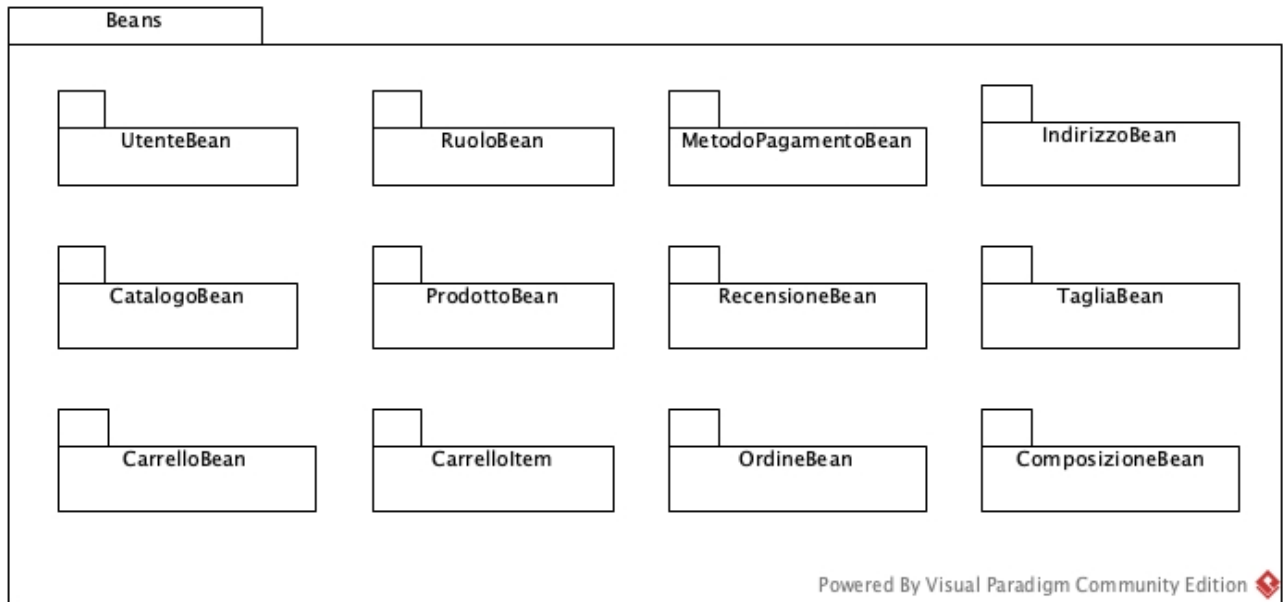 Beans
UtenteBean
RuoloBean
MetodoPagamentoBean
IndirizzoBean
CatalogoBean
ProdottoBean
RecensioneBean
TagliaBean
CarrelloBean
CarrelloItem
OrdineBean
ComposizioneBean
Powered By Visual Paradigm Community Edition